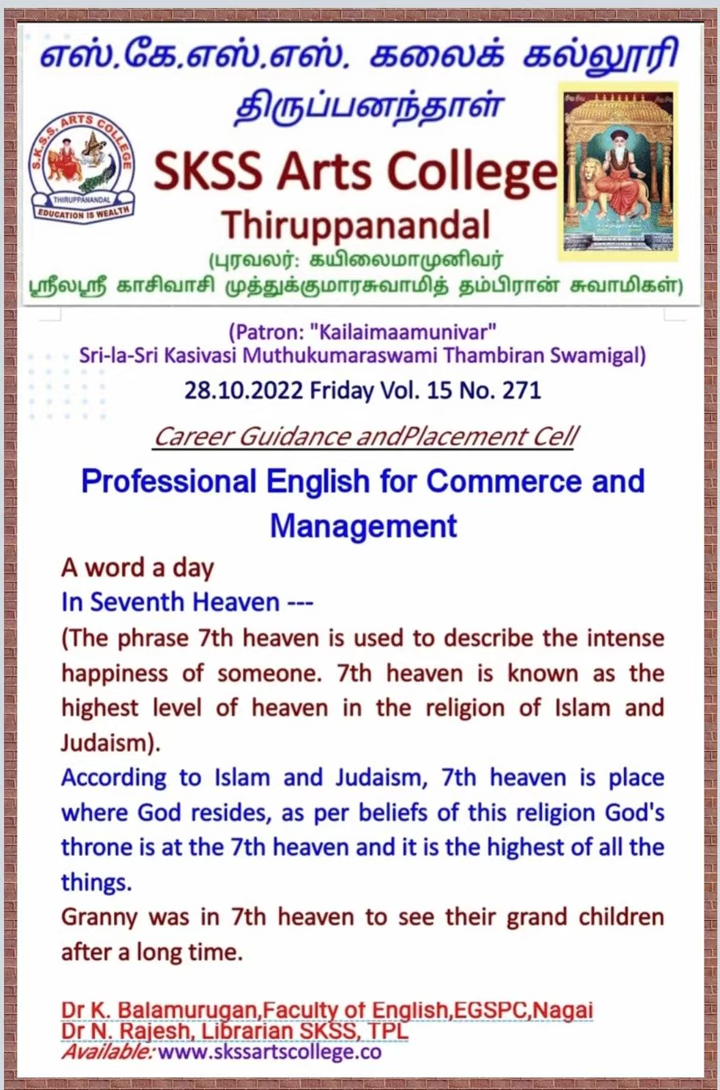 எஸ்.கே.எஸ்.எஸ். கலைக் கல்லூரி
திருப்பனந்தாள்
S.K.S.S. ARTS COLLEGE
THIRUPPANANDAL
EDUCATION IS WEALTH
SKSS Arts College
Thiruppanandal
(புரவலர்: கயிலைமாமுனிவர்
ஸ்ரீலஸ்ரீ காசிவாசி முத்துக்குமாரசுவாமித் தம்பிரான் சுவாமிகள்)
(Patron: "Kailaimaamunivar"
Sri-la-Sri Kasivasi Muthukumaraswami Thambiran Swamigal)
28.10.2022 Friday Vol. 15 No. 271
Career Guidance andPlacement Cell
Professional English for Commerce and
Management
A word a day
In Seventh Heaven ---
(The phrase 7th heaven is used to describe the intense
happiness of someone. 7th heaven is known as the
highest level of heaven in the religion of Islam and
Judaism).
According to Islam and Judaism, 7th heaven is place
where God resides, as per beliefs of this religion God's
throne is at the 7th heaven and it is the highest of all the
things.
Granny was in 7th heaven to see their grand children
after a long time.
Dr K. Balamurugan,Faculty of English,EGSPC,Nagai
Dr N. Rajesh, Librarian SKSS, TPL
Available:www.skssartscollege.co